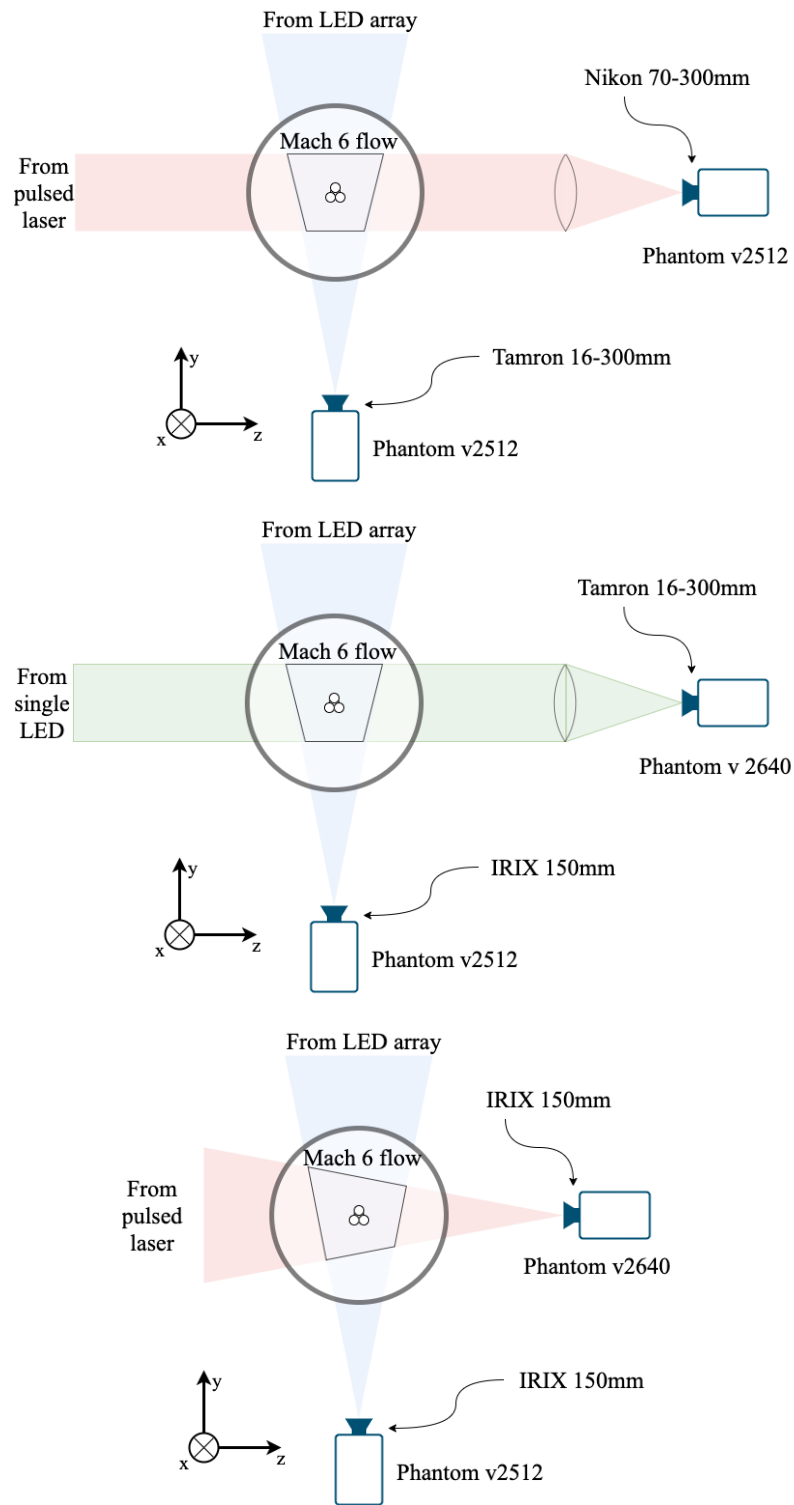 From LED array
Nikon 70-300mm
Mach 6 flow
From
pulsed
laser
Phantom v2512
Tamron 16-300mm
y
x
z
Phantom v2512
From LED array
Tamron 16-300mm
Mach 6 flow
From
single
LED
Phantom v 2640
IRIX 150mm
y
x
z
Phantom v2512
From LED array
IRIX 150mm
Mach 6 flow
From
pulsed
laser
Phantom v2640
IRIX 150mm
y
x
z
Phantom v2512